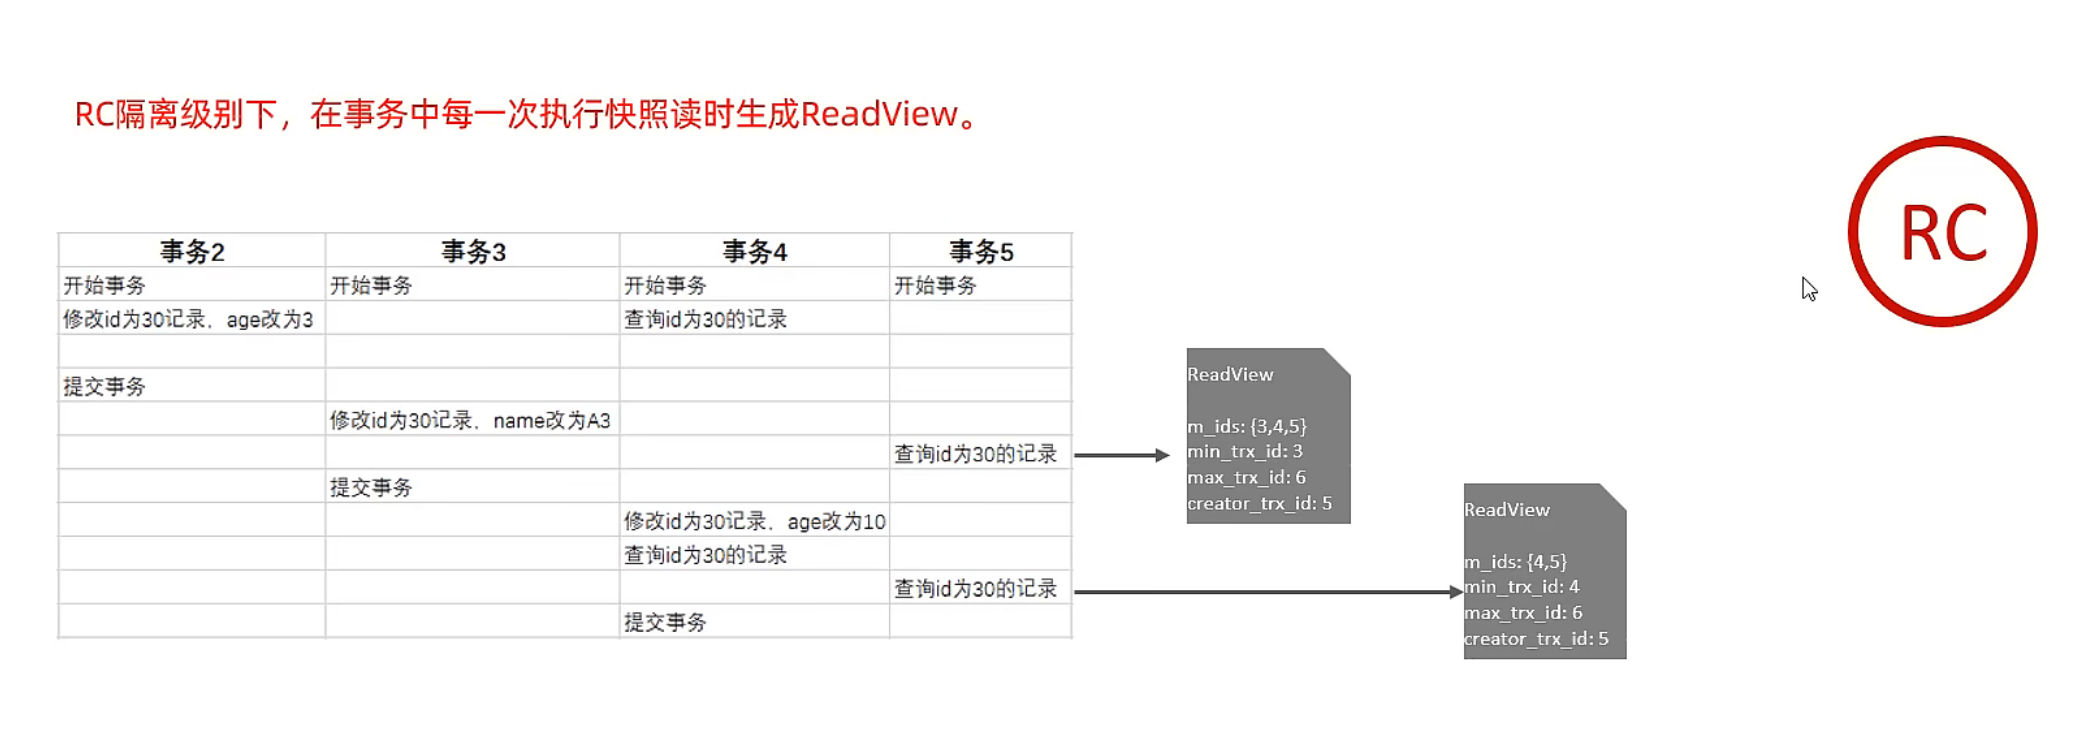 RC隔离级别下，在事务中每一次执行快照读时生成ReadView。
RC
事务2 事务3 事务4 事务5
开始事务 开始事务 开始事务 开始事务
修改id为30记录，age改为3 查询id为30的记录
提交事务
修改id为30记录，name改为A3
查询id为30的记录
提交事务
修改id为30记录，age改为10
查询id为30的记录
查询id为30的记录
提交事务
ReadView
m_ids: {3,4,5}
min_trx_id: 3
max_trx_id: 6
creator_trx_id: 5
ReadView
m_ids: {4,5}
min_trx_id: 4
max_trx_id: 6
creator_trx_id: 5